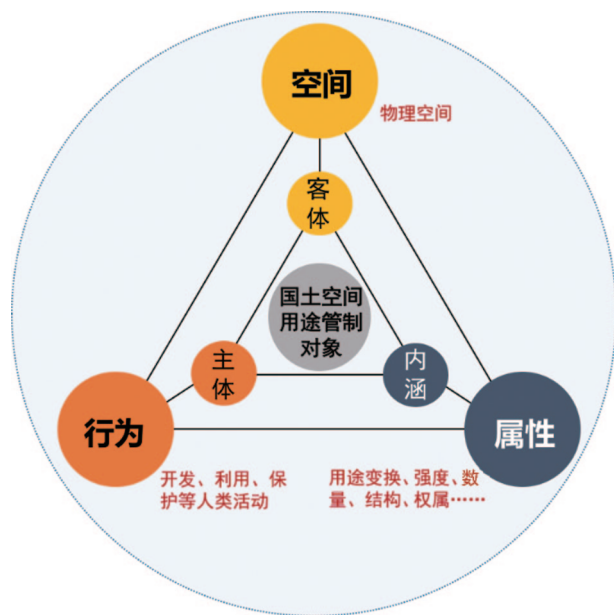 空间
物理空间
客
体
国土空间
用途管制
对象
主
体
内
涵
行为
属性
开发、利用、保
护等人类活动
用途变换、强度、数
量、结构、权属……